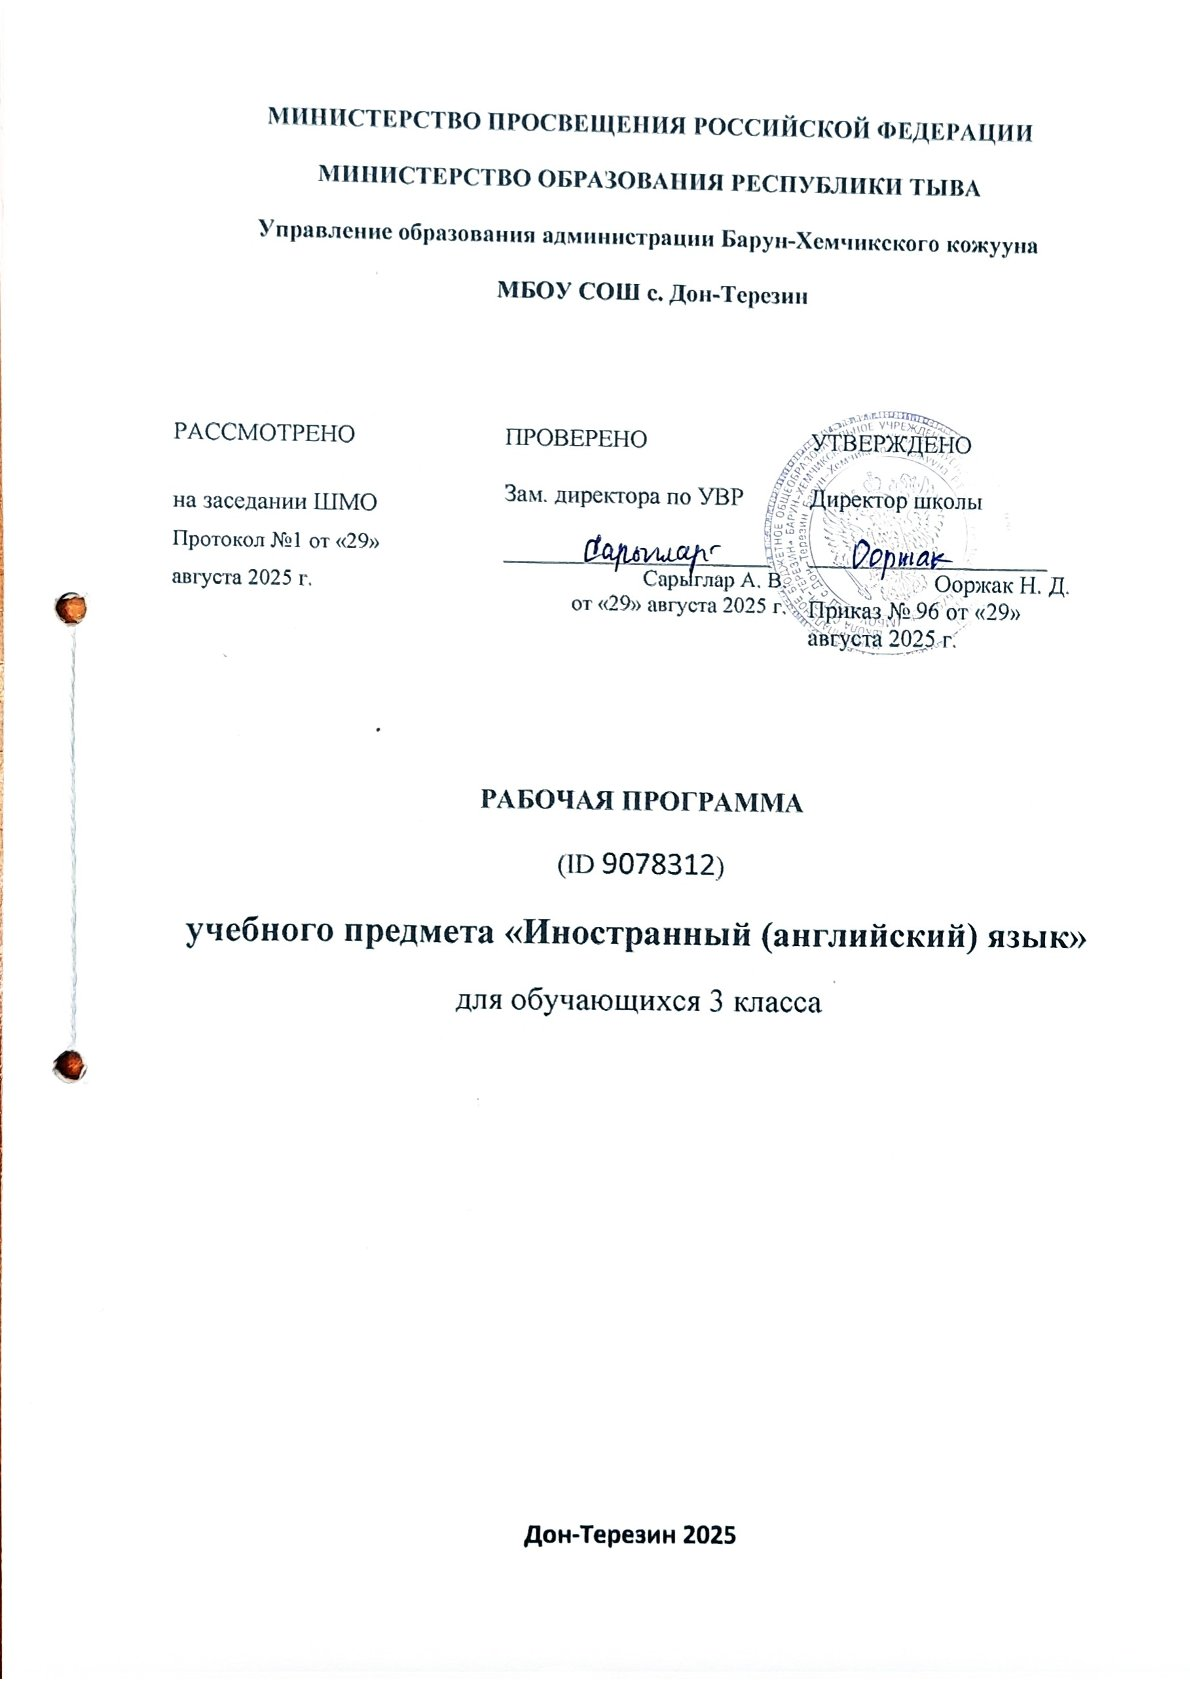 МИНИСТЕРСТВО ПРОСВЕЩЕНИЯ РОССИЙСКОЙ ФЕДЕРАЦИИ
МИНИСТЕРСТВО ОБРАЗОВАНИЯ РЕСПУБЛИКИ ТЫВА
Управление образования администрации Барун-Хемчикского кожууна
МБОУ СОШ с. Дон-Терезин
РАССМОТРЕНО
на заседании ШМО
Протокол №1 от «29»
августа 2025 г.
ПРОВЕРЕНО
Зам. директора по УВР
Сарыглар
Сарыглар А. В.
от «29» августа 2025 г.
УТВЕРЖДЕНО
Директор школы
Ооржак
Ооржак Н. Д.
Приказ № 96 от «29»
августа 2025 г.
РАБОЧАЯ ПРОГРАММА
(ID 9078312)
учебного предмета «Иностранный (английский) язык»
для обучающихся 3 класса
Дон-Терезин 2025